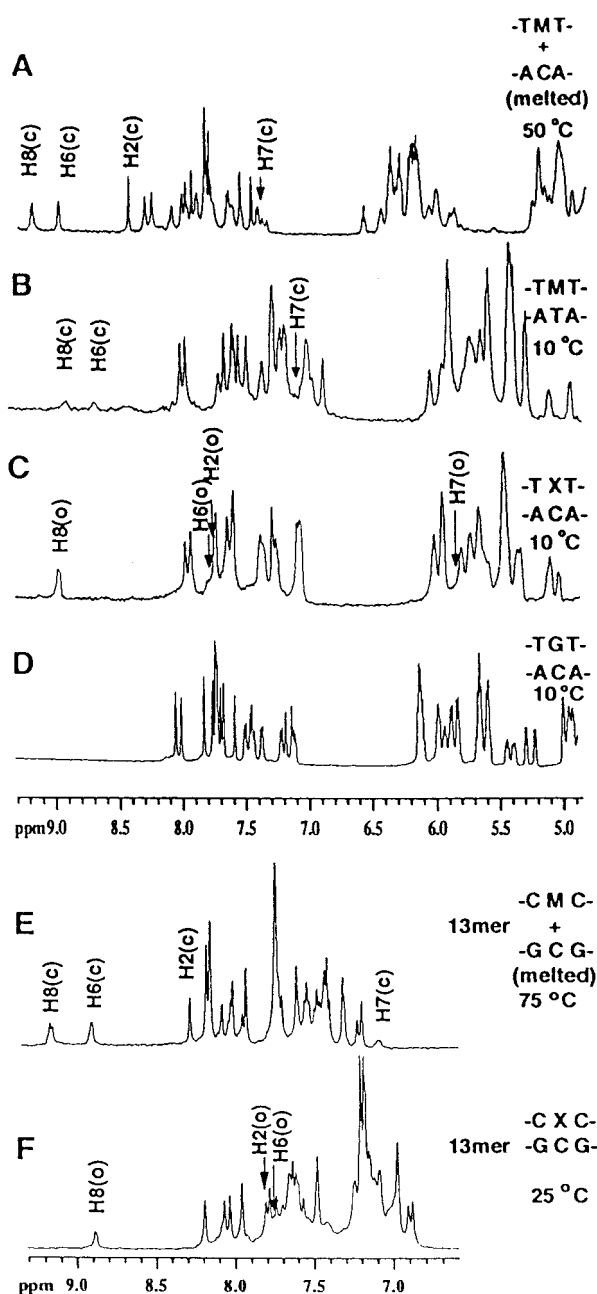 A
-TMT-
+
-ACA-
(melted)
50 °C
H8(c)
H6(c)
H2(c)
H7(c)
B
-TMT-
-ATA-
10 °C
H8(c)
H6(c)
H7(c)
C
-T XT-
-ACA-
10 °C
H8(o)
H6(o)
H2(o)
H7(o)
D
-TGT-
-ACA-
10 °C
ppm 9.0 8.5 8.0 7.5 7.0 6.5 6.0 5.5 5.0
E
13mer
-C M C-
+
-G C G-
(melted)
75 °C
H8(c)
H6(c)
H2(c)
H7(c)
F
13mer
-C X C-
-G C G-
25 °C
H8(o)
H2(o)
H6(o)
ppm 9.0 8.0 7.5 7.0